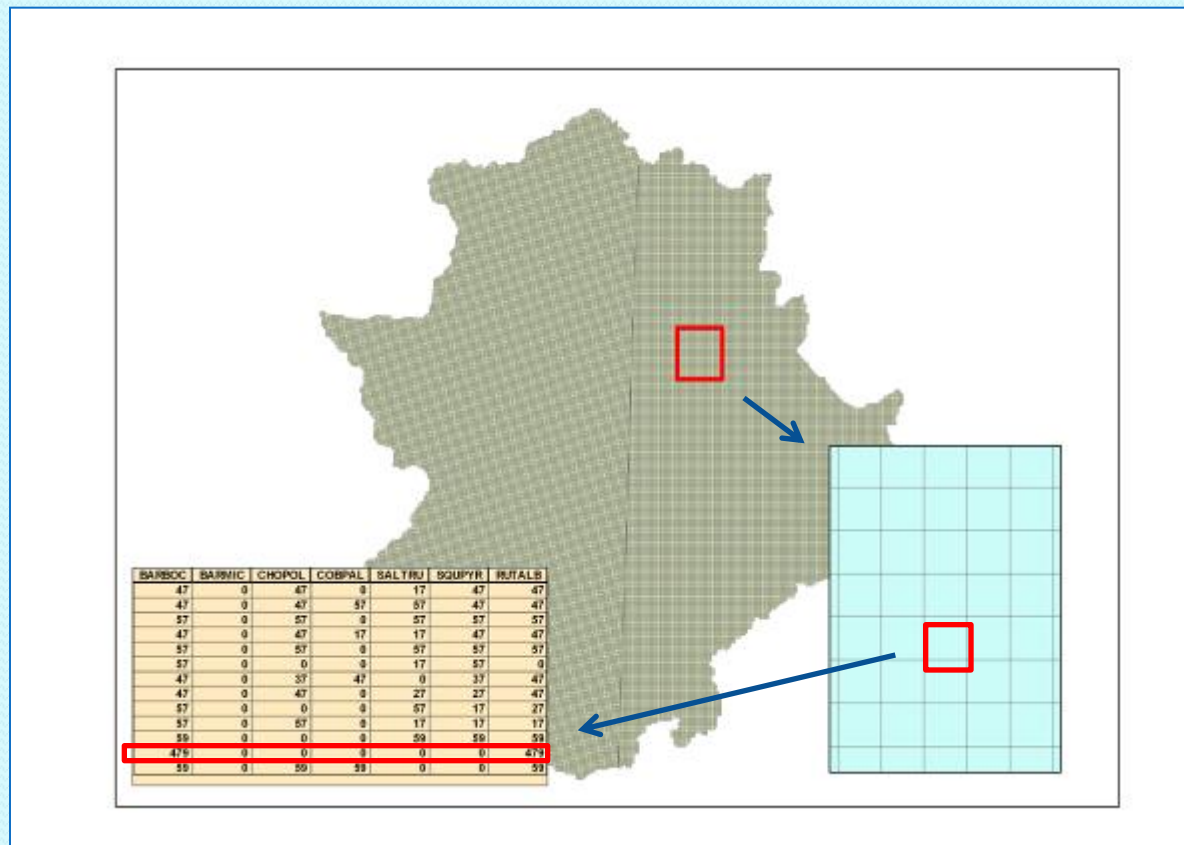 BARBOC BARMIC CHOPOL COBPAL SALTRU SQUPYR RUTALB
47 0 47 0 17 47 47
47 0 47 57 57 47 47
57 0 57 0 57 57 57
47 0 47 17 17 47 47
57 0 57 0 57 57 57
57 0 0 0 17 57 0
47 0 37 47 0 37 47
47 0 47 0 27 27 47
57 0 0 0 57 17 27
57 0 57 0 17 17 17
59 0 0 0 59 59 59
479 0 0 0 0 0 479
59 0 59 59 0 0 59